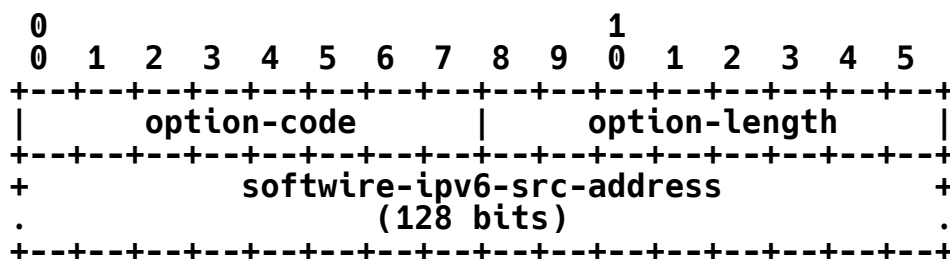 0                             1
 0  1  2  3  4  5  6  7  8  9  0  1  2  3  4  5
+--+--+--+--+--+--+--+--+--+--+--+--+--+--+--+--+
|      option-code      |     option-length     |
+--+--+--+--+--+--+--+--+--+--+--+--+--+--+--+--+
+           softwire-ipv6-src-address           +
.                  (128 bits)                   .
+--+--+--+--+--+--+--+--+--+--+--+--+--+--+--+--+